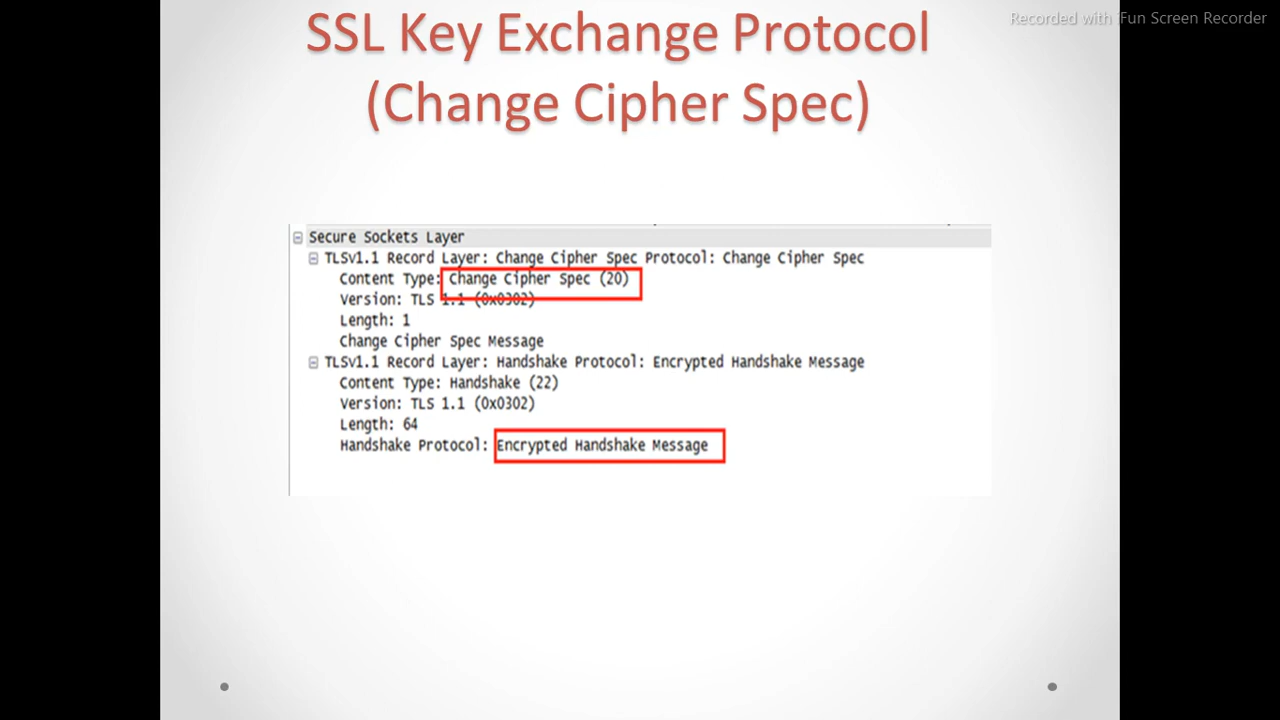 SSL Key Exchange Protocol
(Change Cipher Spec)
Recorded with iFun Screen Recorder
Secure Sockets Layer
TLSv1.1 Record Layer: Change Cipher Spec Protocol: Change Cipher Spec
Content Type: Change Cipher Spec (20)
Version: TLS 1.1 (0x0302)
Length: 1
Change Cipher Spec Message
TLSv1.1 Record Layer: Handshake Protocol: Encrypted Handshake Message
Content Type: Handshake (22)
Version: TLS 1.1 (0x0302)
Length: 64
Handshake Protocol: Encrypted Handshake Message